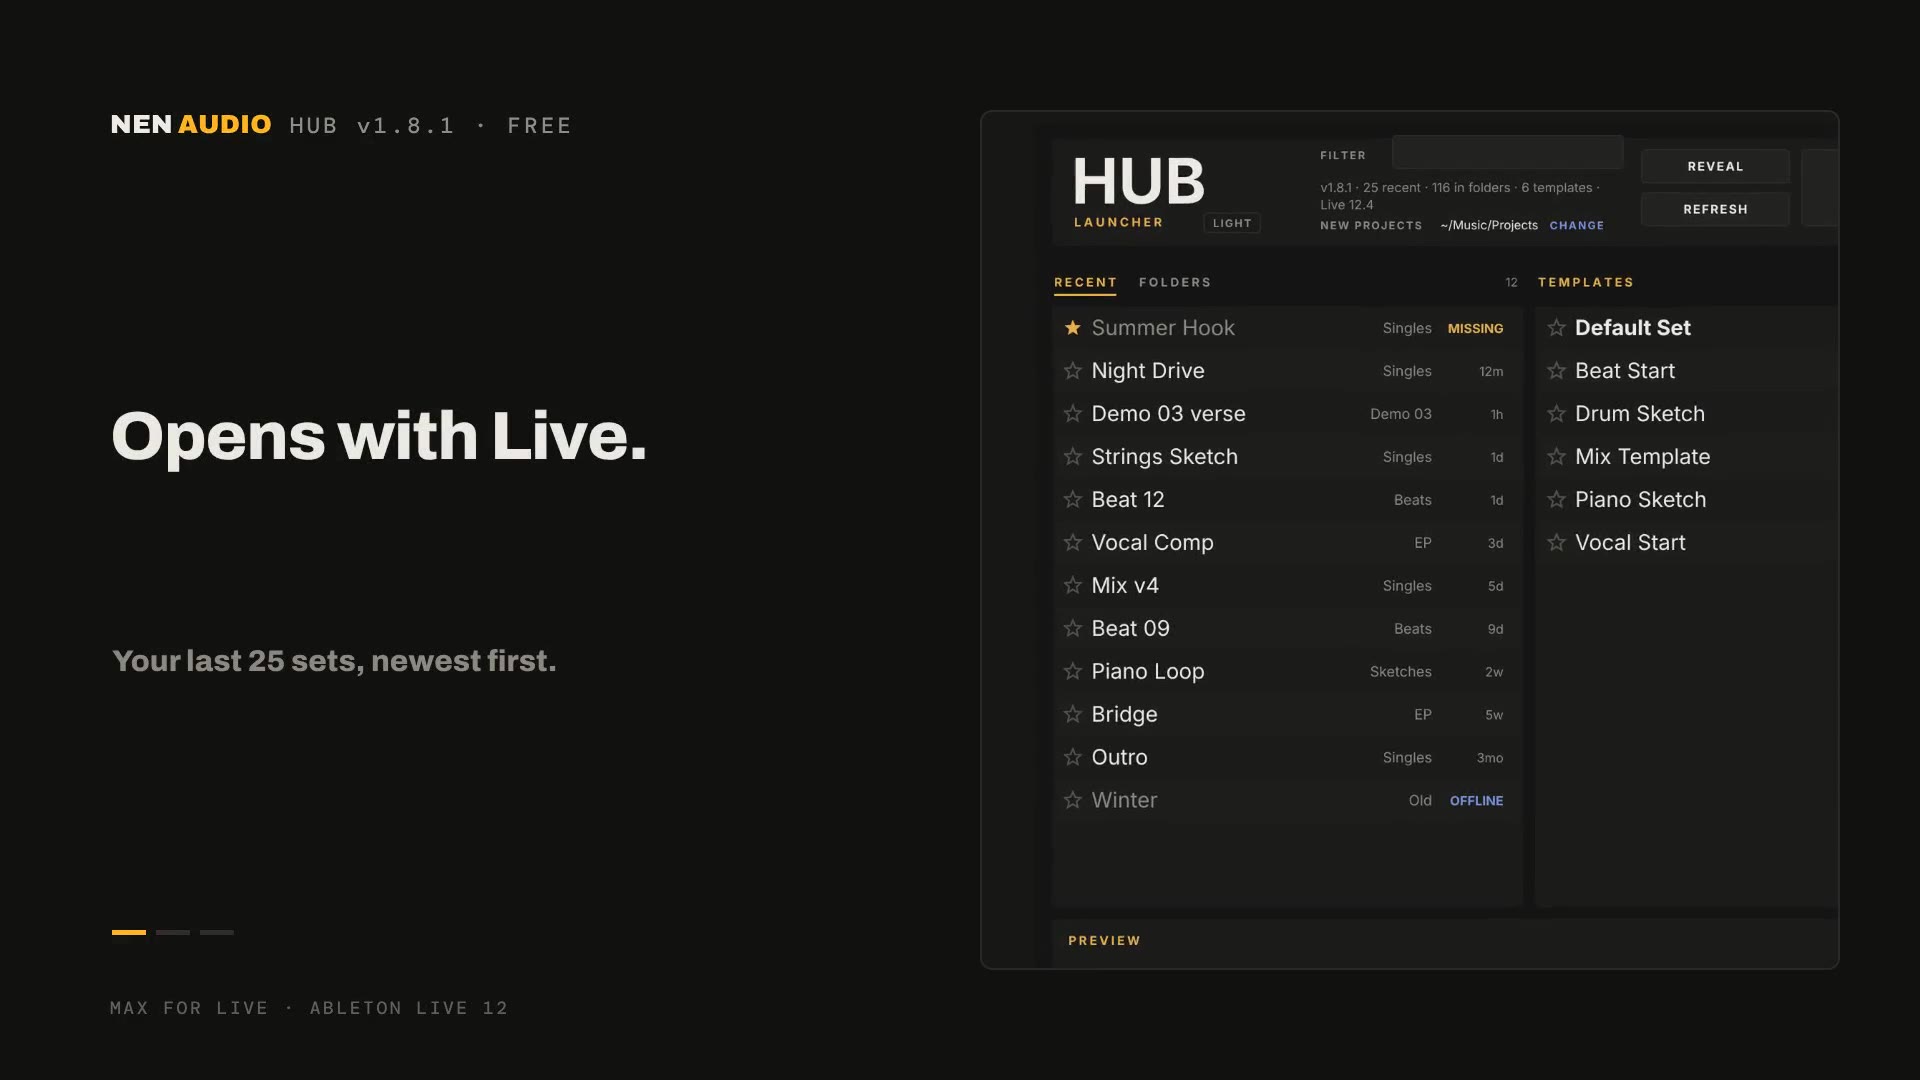 NEN AUDIO HUB v1.8.1 · FREE
Opens with Live.
Your last 25 sets, newest first.
MAX FOR LIVE · ABLETON LIVE 12
HUB
LAUNCHER
LIGHT
FILTER
v1.8.1 · 25 recent · 116 in folders · 6 templates ·
Live 12.4
NEW PROJECTS ~/Music/Projects CHANGE
REVEAL
REFRESH
RECENT FOLDERS 12
Summer Hook Singles MISSING
Night Drive Singles 12m
Demo 03 verse Demo 03 1h
Strings Sketch Singles 1d
Beat 12 Beats 1d
Vocal Comp EP 3d
Mix v4 Singles 5d
Beat 09 Beats 9d
Piano Loop Sketches 2w
Bridge EP 5w
Outro Singles 3mo
Winter Old OFFLINE
TEMPLATES
Default Set
Beat Start
Drum Sketch
Mix Template
Piano Sketch
Vocal Start
PREVIEW